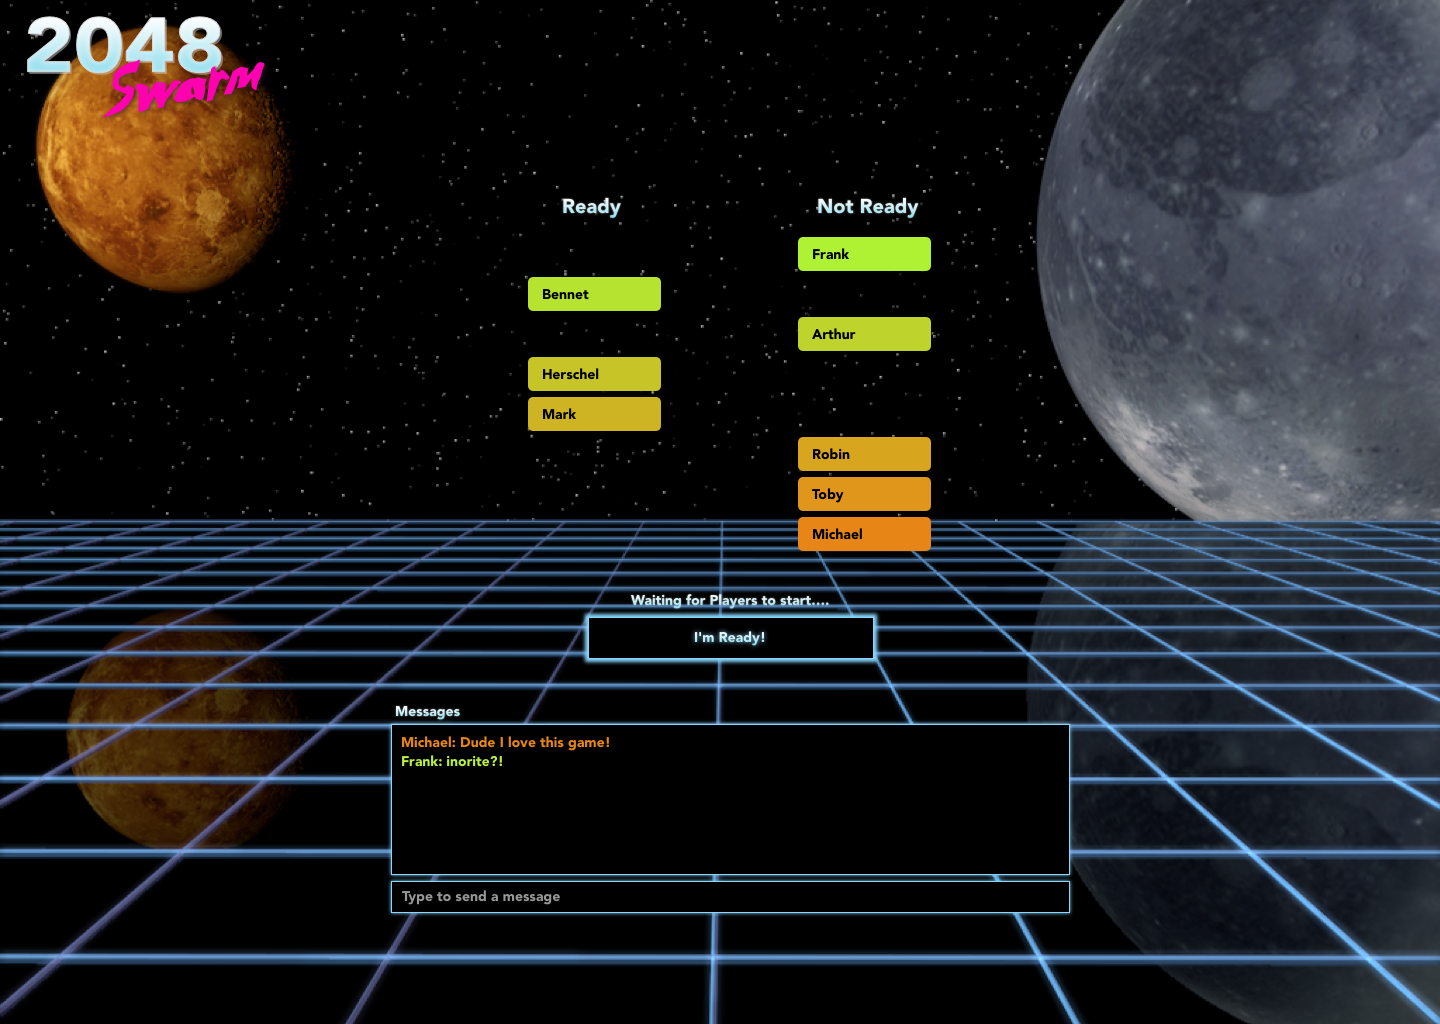 2048
Swarm
Ready
Not Ready
Frank
Bennet
Arthur
Herschel
Mark
Robin
Toby
Michael
Waiting for Players to start....
I'm Ready!
Messages
Michael: Dude I love this game!
Frank: inorite?!
Type to send a message